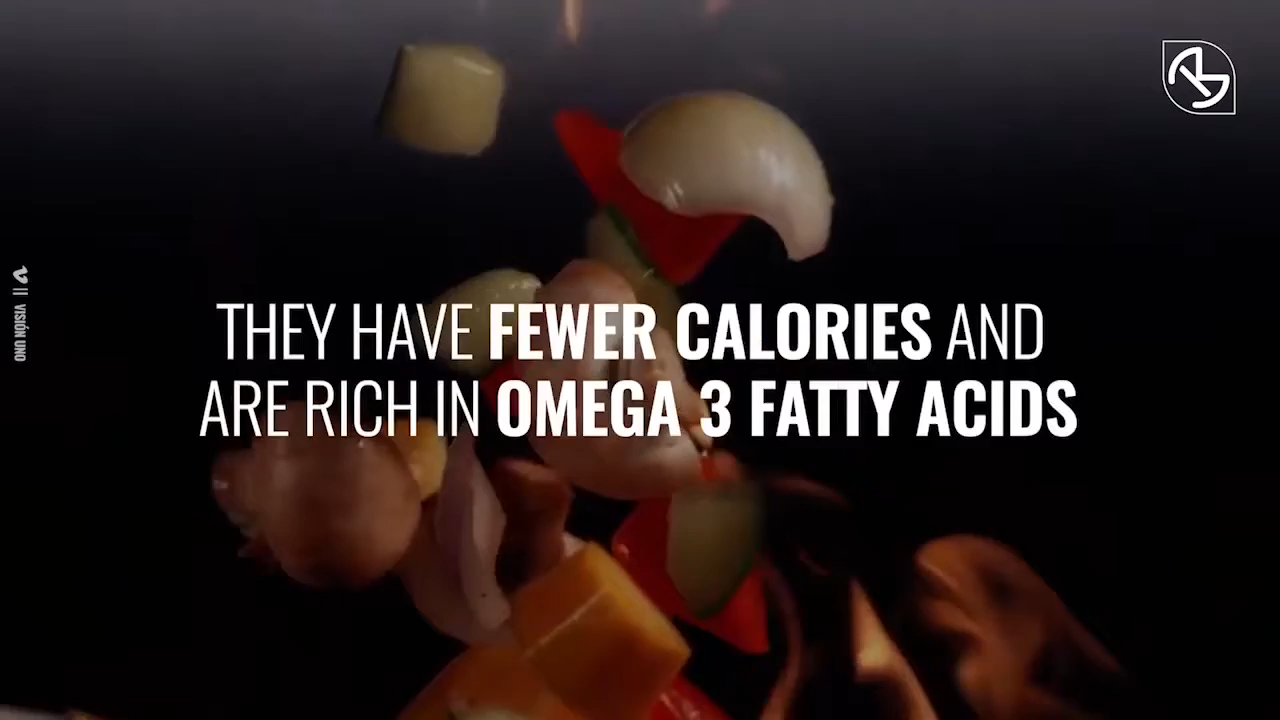 THEY HAVE FEWER CALORIES AND
ARE RICH IN OMEGA 3 FATTY ACIDS
VISIÓN UNO